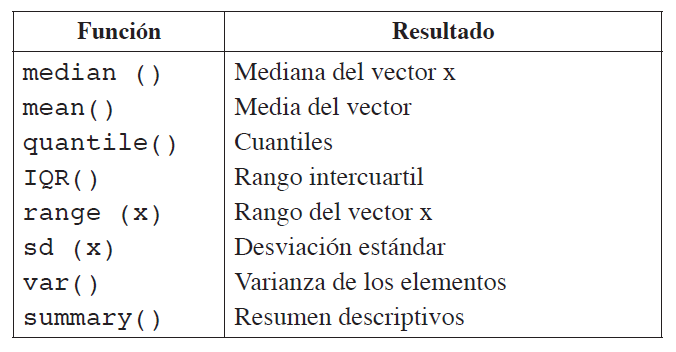 Función Resultado
median () Mediana del vector x
mean() Media del vector
quantile() Cuantiles
IQR() Rango intercuartil
range (x) Rango del vector x
sd (x) Desviación estándar
var() Varianza de los elementos
summary() Resumen descriptivos